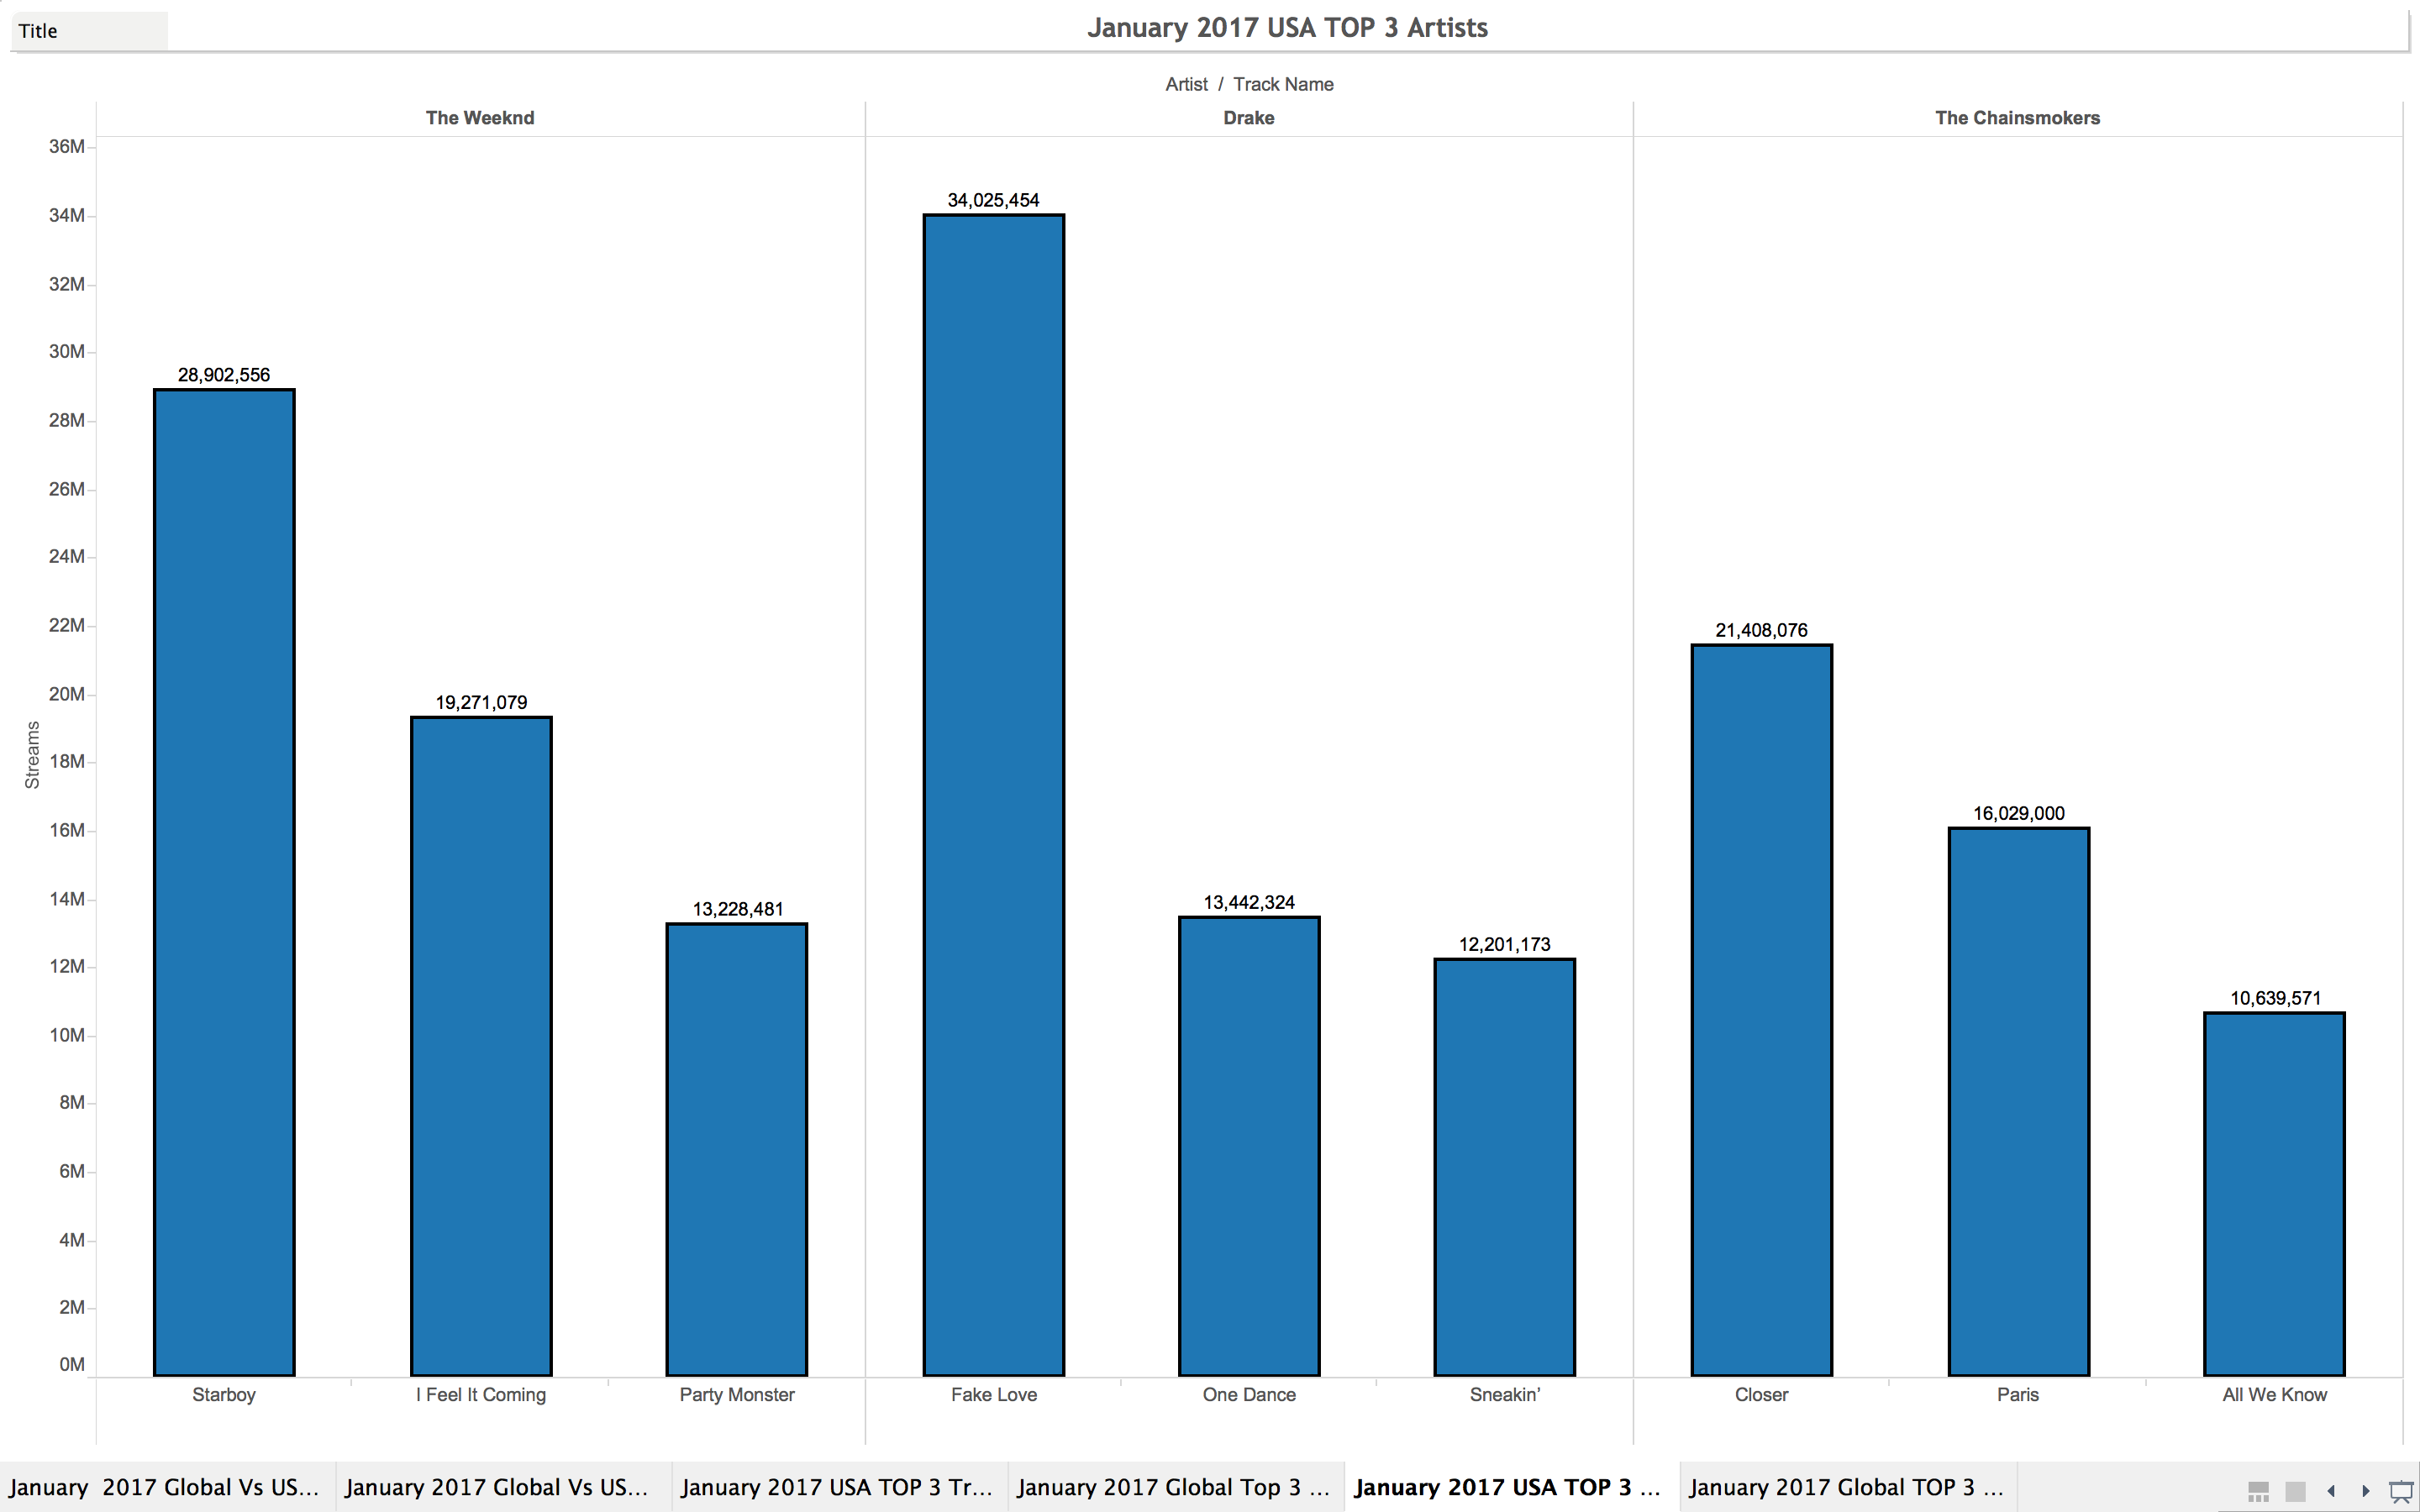 Title
January 2017 USA TOP 3 Artists
Artist / Track Name
The Weeknd Drake The Chainsmokers
36M
34,025,454
34M
32M
30M
28,902,556
28M
26M
24M
22M
21,408,076
20M
19,271,079
Streams
18M
16M
16,029,000
14M
13,442,324
13,228,481
12,201,173
12M
10,639,571
10M
8M
6M
4M
2M
0M
Starboy I Feel It Coming Party Monster Fake Love One Dance Sneakin’ Closer Paris All We Know
January 2017 Global Vs US... January 2017 Global Vs US... January 2017 USA TOP 3 Tr... January 2017 Global Top 3 ... January 2017 USA TOP 3 ... January 2017 Global TOP 3 ...